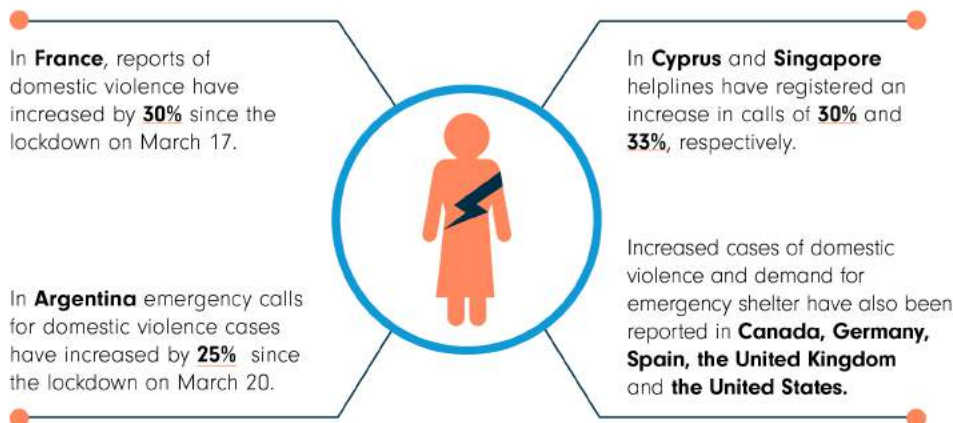 In France, reports of
domestic violence have
increased by 30% since the
lockdown on March 17.
In Cyprus and Singapore
helplines have registered an
increase in calls of 30% and
33%, respectively.
In Argentina emergency calls
for domestic violence cases
have increased by 25% since
the lockdown on March 20.
Increased cases of domestic
violence and demand for
emergency shelter have also been
reported in Canada, Germany,
Spain, the United Kingdom
and the United States.